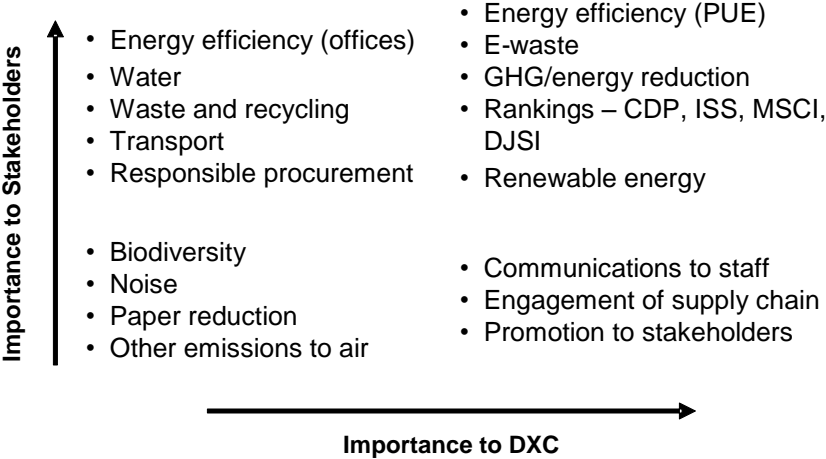 Importance to Stakeholders
• Energy efficiency (offices)
• Water
• Waste and recycling
• Transport
• Responsible procurement
• Energy efficiency (PUE)
• E-waste
• GHG/energy reduction
• Rankings – CDP, ISS, MSCI,
DJSI
• Renewable energy
• Biodiversity
• Noise
• Paper reduction
• Other emissions to air
• Communications to staff
• Engagement of supply chain
• Promotion to stakeholders
Importance to DXC